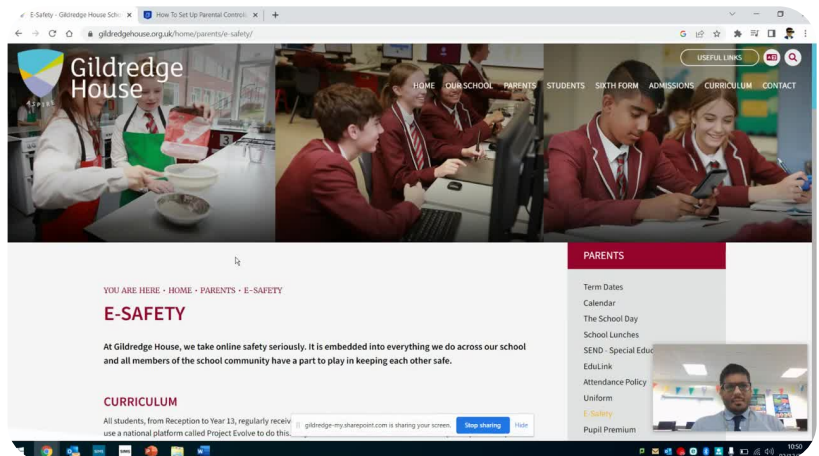 E-Safety - Gildredge House Scho
How To Set Up Parental Controls
gildredgehouse.org.uk/home/parents/e-safety/
USEFUL LINKS
Gildredge
House
ASPIRE
HOME OUR SCHOOL PARENTS STUDENTS SIXTH FORM ADMISSIONS CURRICULUM CONTACT
PARENTS
Term Dates
Calendar
The School Day
School Lunches
SEND - Special Educ
EduLink
Attendance Policy
Uniform
E-Safety
Pupil Premium
YOU ARE HERE • HOME • PARENTS • E-SAFETY
E-SAFETY
At Gildredge House, we take online safety seriously. It is embedded into everything we do across our school
and all members of the school community have a part to play in keeping each other safe.
CURRICULUM
All students, from Reception to Year 13, regularly receiv
use a national platform called Project Evolve to do this.
gildredge-my.sharepoint.com is sharing your screen.
Stop sharing
Hide
10:50